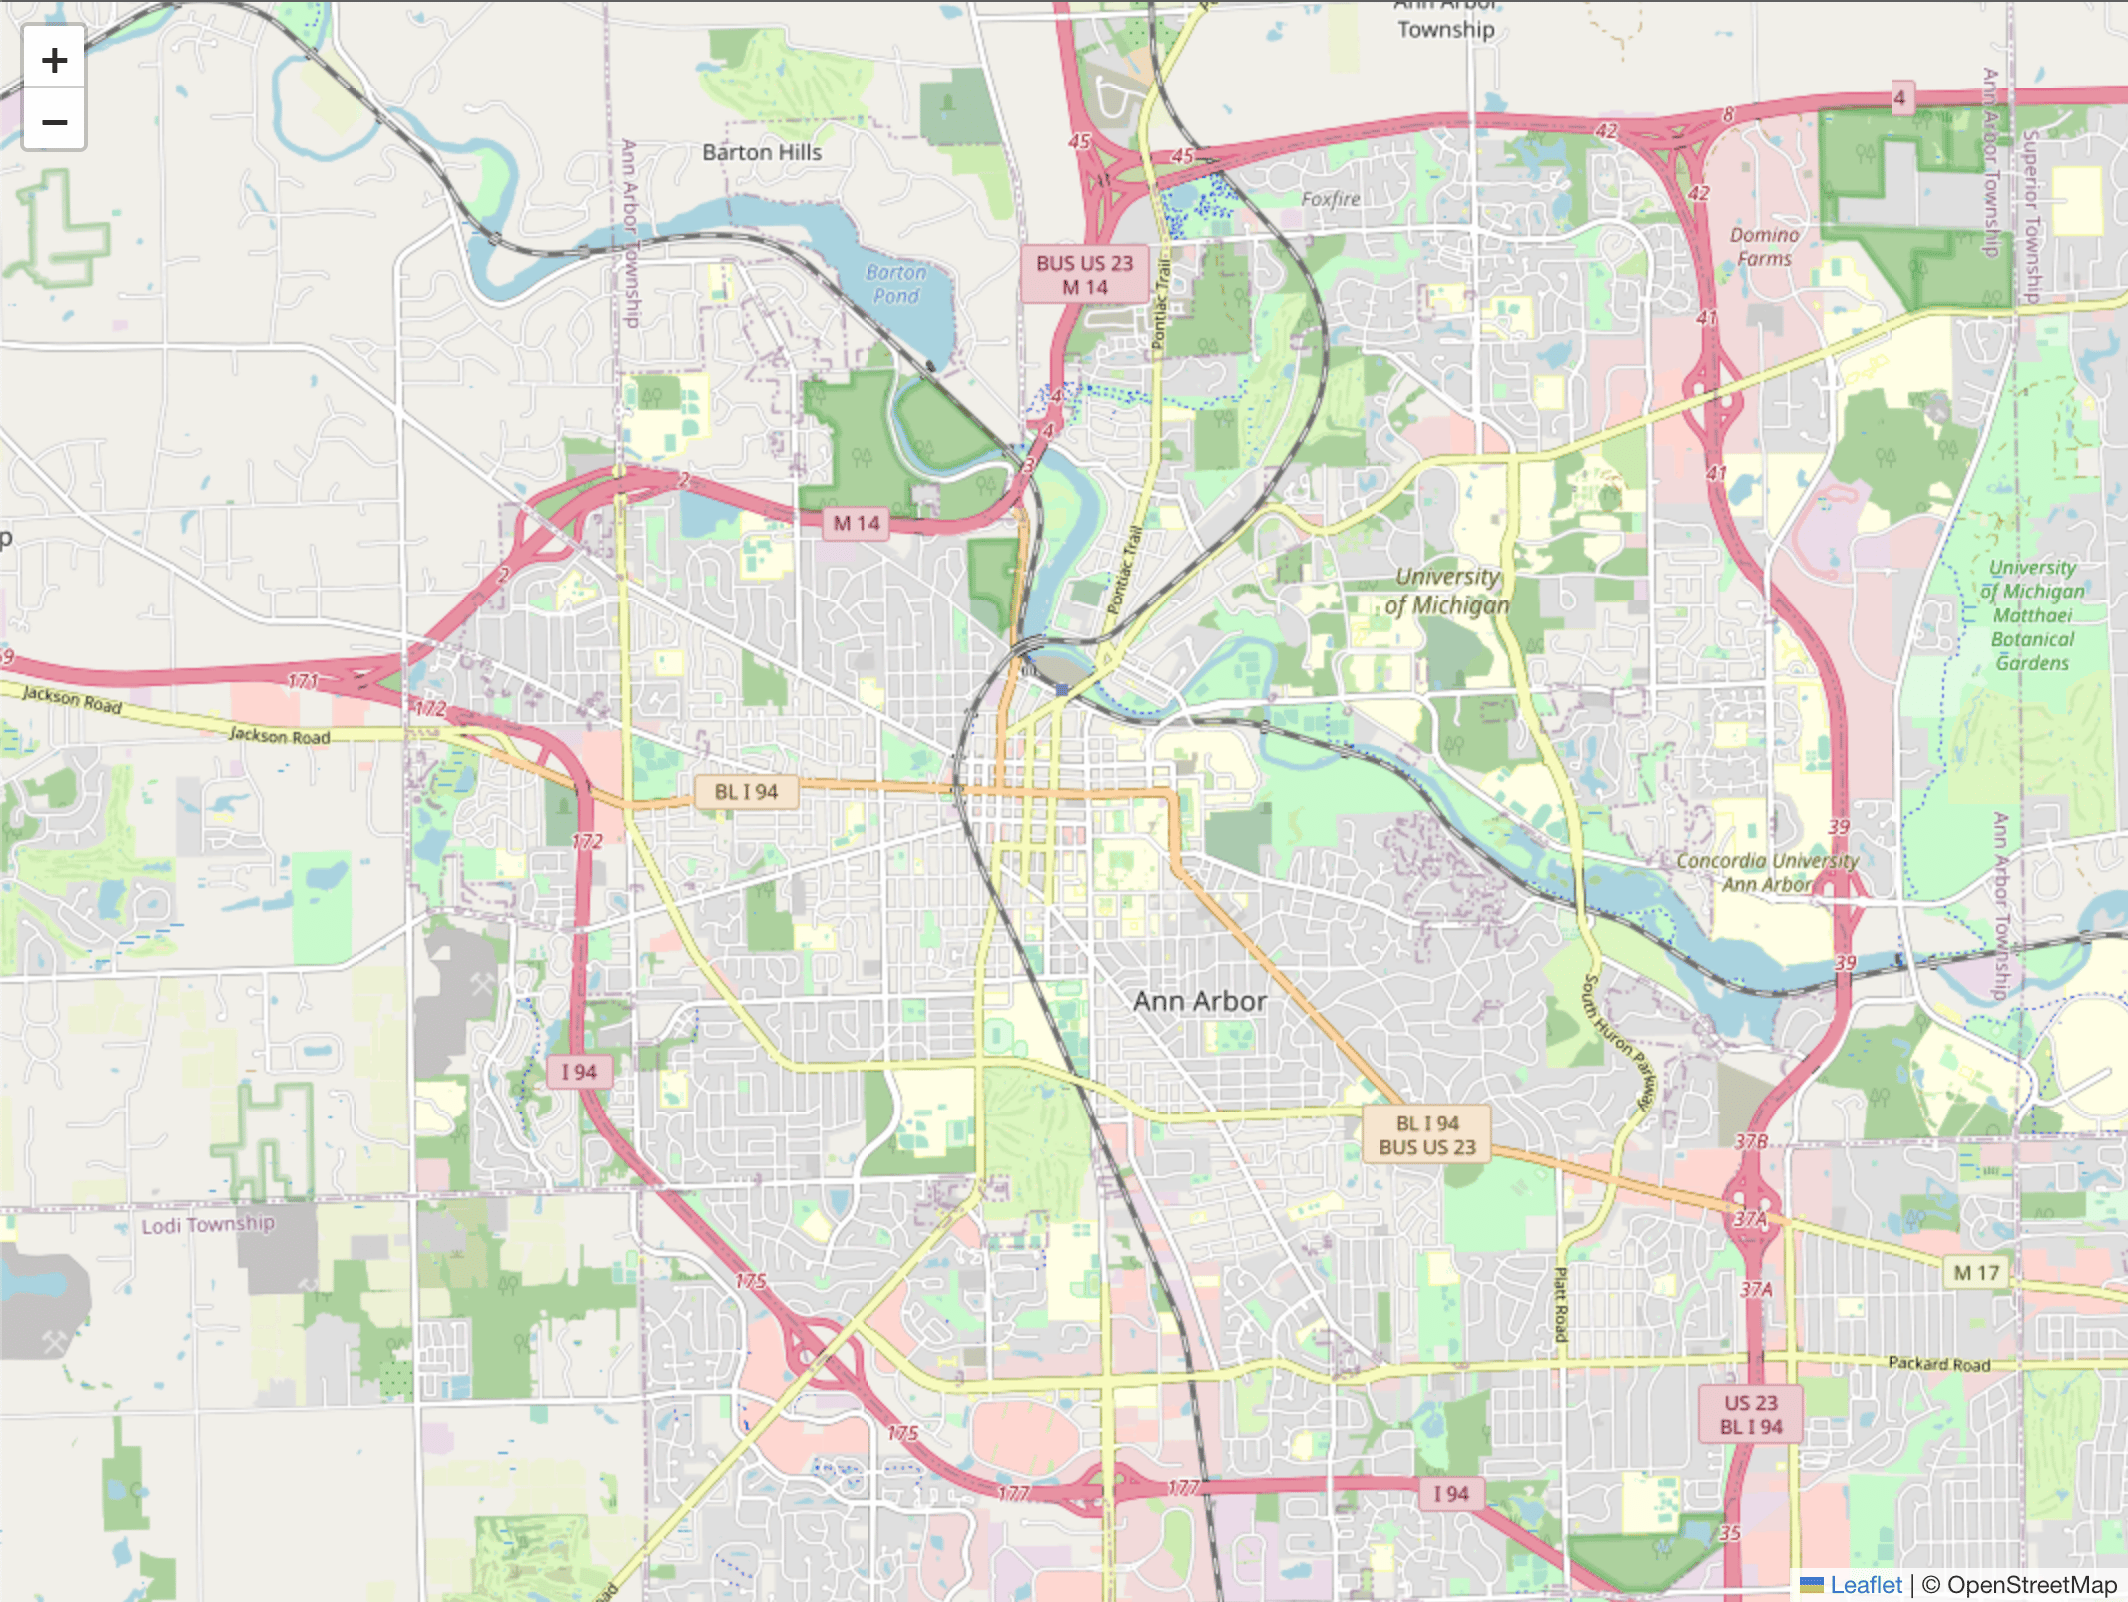 +
−
Ann Arbor
Township
Barton Hills
Ann Arbor Township
Barton
Pond
45
45
BUS US 23
M 14
Pontiac Trail
Foxfire
42
8
4
42
Domino
Farms
Ann Arbor Township
Superior Township
41
41
4
4
3
2
M 14
2
Pontiac Trail
University
of Michigan
University
of Michigan
Matthaei
Botanical
Gardens
171
172
Jackson Road
Jackson Road
BL I 94
172
39
Concordia University
Ann Arbor
Ann Arbor Township
39
South Huron Parkway
Ann Arbor
I 94
BL I 94
BUS US 23
37B
37A
37A
M 17
Lodi Township
175
Platt Road
Packard Road
US 23
BL I 94
175
177
177
I 94
35
Leaflet | © OpenStreetMap